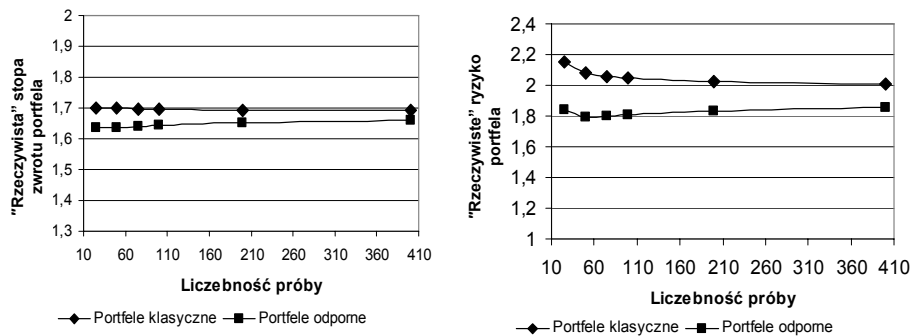 "Rzeczywista" stopa
zwrotu portfela
2
1,9
1,8
1,7
1,6
1,5
1,4
1,3
10 60 110 160 210 260 310 360 410
Liczebność próby
Portfele klasyczne Portfele odporne
"Rzeczywiste" ryzyko
portfela
2,2
2
1,8
1,6
1,4
1,2
1
10 60 110 160 210 260 310 360 410
Liczebność próby
Portfele klasyczne Portfele odporne